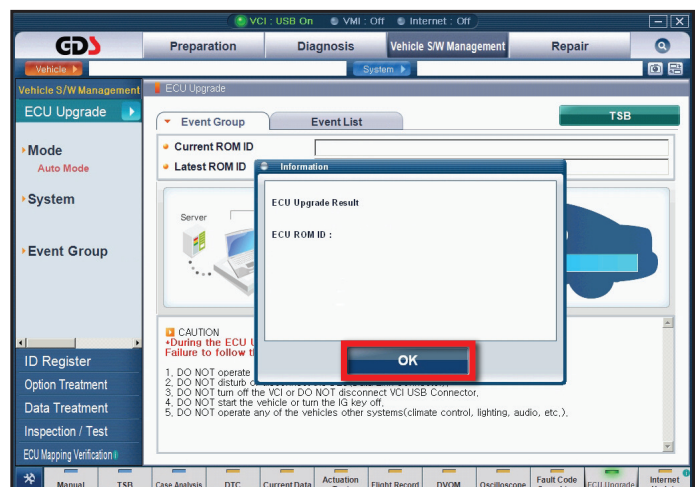 VCI : USB On VMI : Off Internet : Off
GDS Preparation Diagnosis Vehicle S/W Management Repair
Vehicle System
Vehicle S/W Management
ECU Upgrade
ECU Upgrade
Event Group Event List TSB
Mode
Auto Mode
Current ROM ID
Latest ROM ID
Information
System
ECU Upgrade Result
Server
ECU ROM ID :
Event Group
OK
CAUTION
During the ECU
Failure to follow
1, DO NOT operate
2, DO NOT disturb
3, DO NOT turn off the VCI or DO NOT disconnect VCI USB Connector,
4, DO NOT start the vehicle or turn the IG key off,
5, DO NOT operate any of the vehicles other systems(climate control, lighting, audio, etc,),
ID Register
Option Treatment
Data Treatment
Inspection / Test
ECU Mapping Verification
Manual TSB Case Analysis DTC Current Data Actuation Flight Record DVOM Oscilloscope Fault Code ECU Upgrade Internet